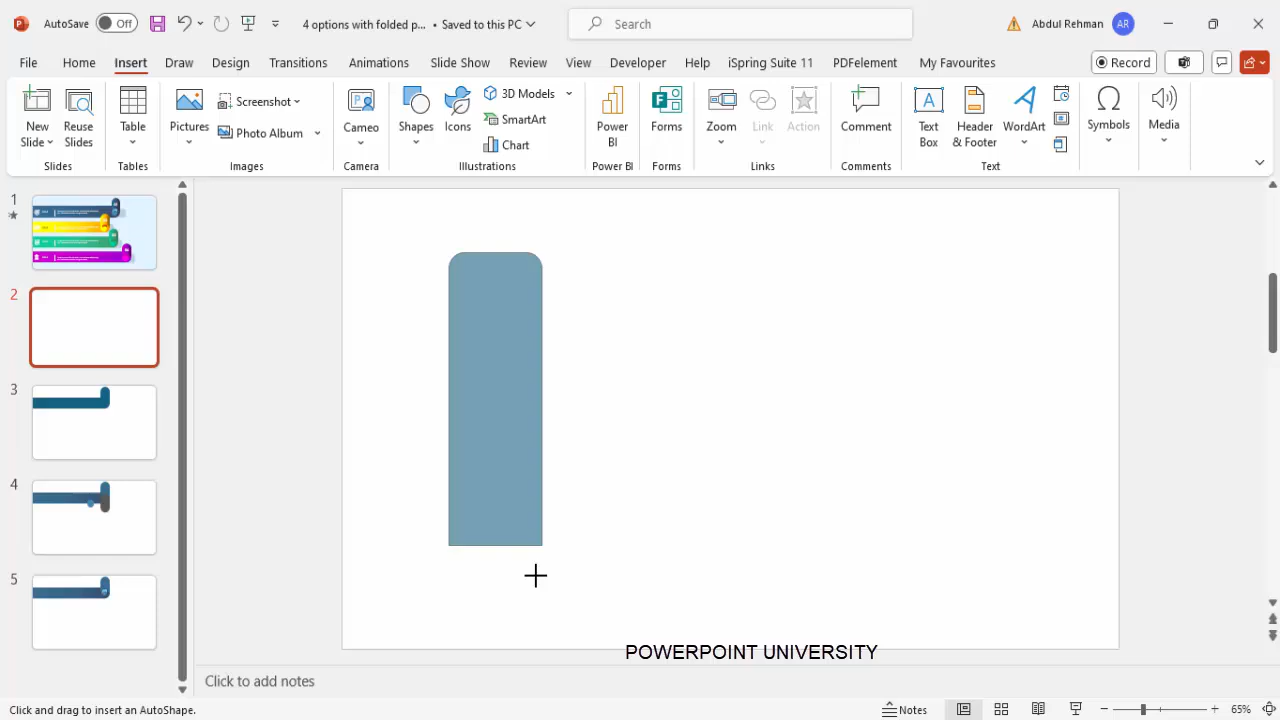 AutoSave Off 4 options with folded p... • Saved to this PC Search Abdul Rehman AR
File Home Insert Draw Design Transitions Animations Slide Show Review View Developer Help iSpring Suite 11 PDFelement My Favourites Record
New Slide
Reuse Slides
Table
Pictures
Screenshot
Photo Album
Cameo
Shapes
Icons
3D Models
SmartArt
Chart
Power BI
Forms
Zoom
Link
Action
Comment
Text Box
Header & Footer
WordArt
Symbols
Media
Slides Tables Images Camera Illustrations Power BI Forms Links Comments Text
1
2
3
4
5
POWERPOINT UNIVERSITY
Click to add notes
Click and drag to insert an AutoShape. Notes 65%